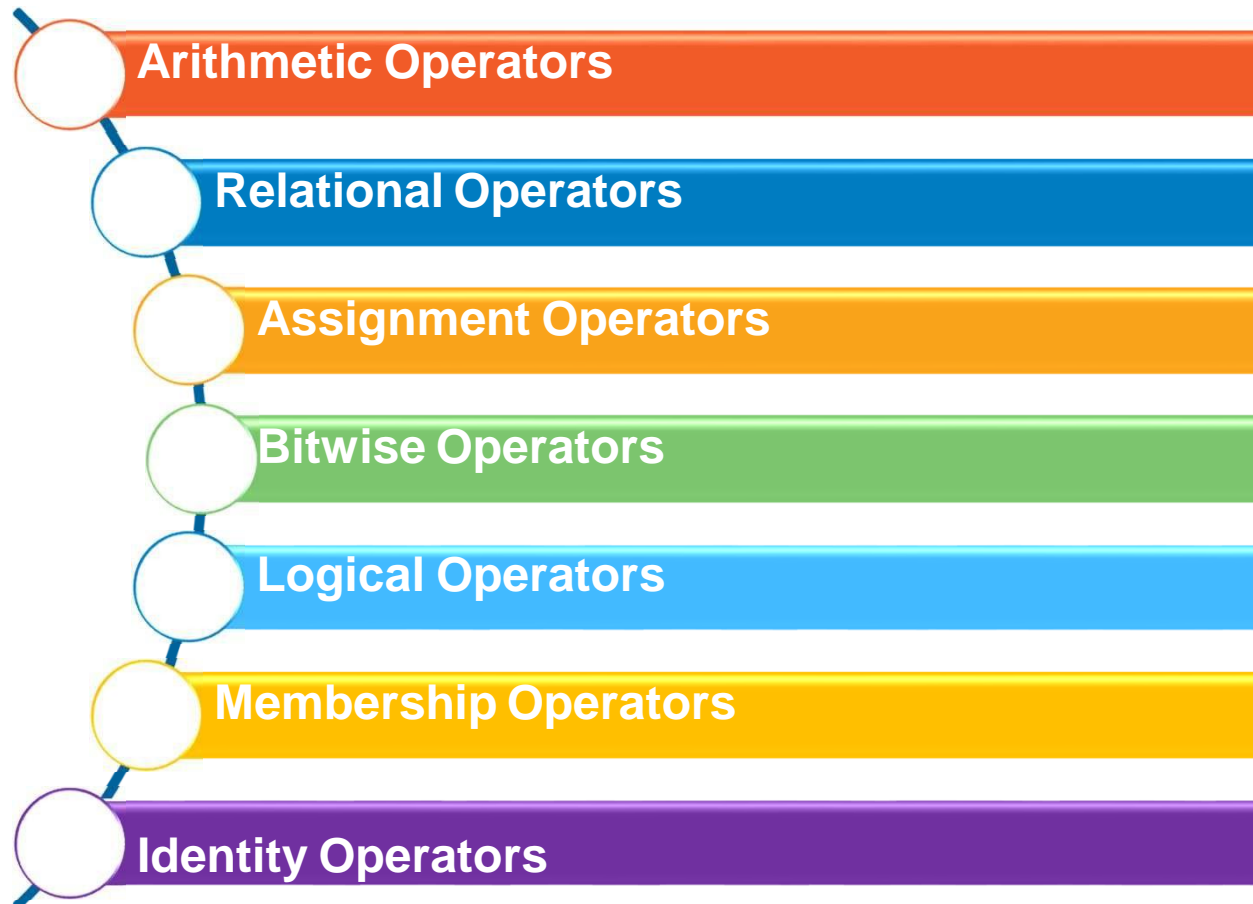 Arithmetic Operators
Relational Operators
Assignment Operators
Bitwise Operators
Logical Operators
Membership Operators
Identity Operators